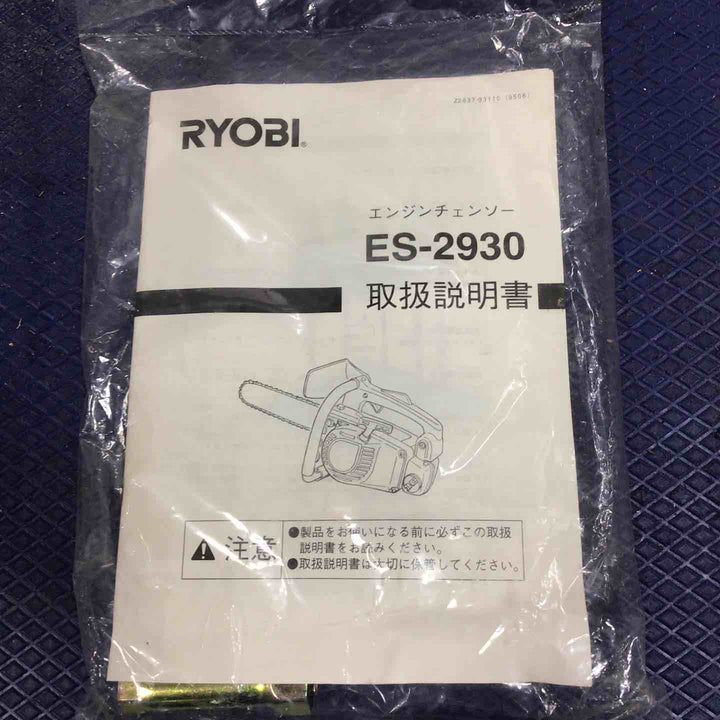 Z2637-93110 (9506)
RYOBI®
エンジンチェンソー
ES-2930
取扱説明書
注意
●製品をお使いになる前に必ずこの取扱
説明書をお読みください。
●取扱説明書は大切に保管してください。